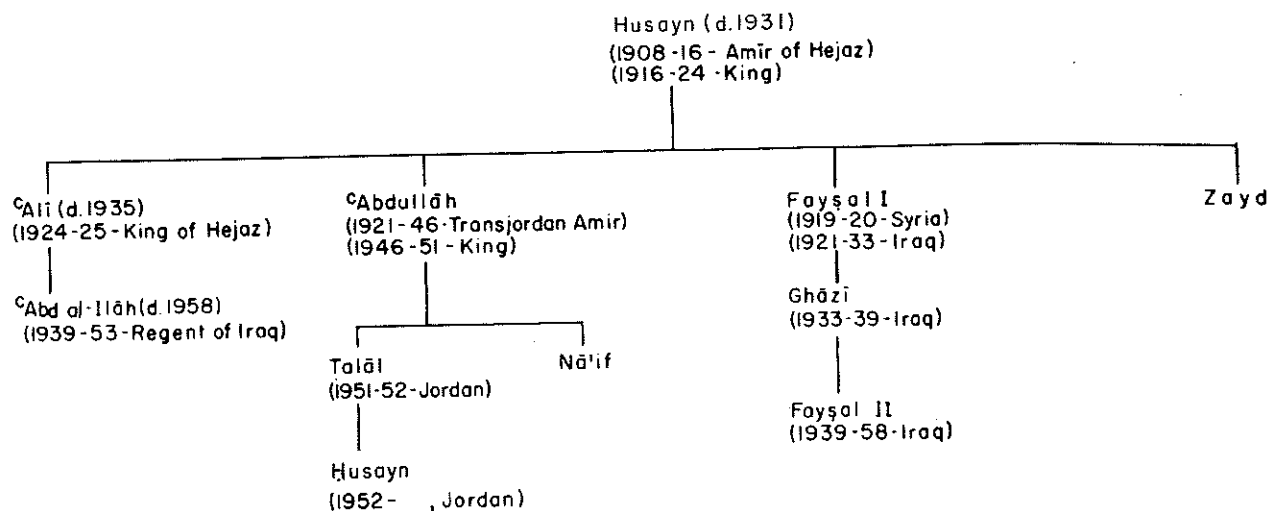 Husayn (d.1931)
(1908-16- Amīr of Hejaz)
(1916-24 -King)
ᶜAlī (d.1935)
(1924-25-King of Hejaz)
ᶜAbdullāh
(1921-46-Transjordan Amir)
(1946-51-King)
Fayṣal I
(1919-20-Syria)
(1921-33-Iraq)
Zayd
ᶜAbd al-Ilāh(d.1958)
(1939-53-Regent of Iraq)
Ghāzī
(1933-39-Iraq)
Talāl
(1951-52-Jordan)
Nā'if
Fayṣal II
(1939-58-Iraq)
Ḥusayn
(1952- , Jordan)